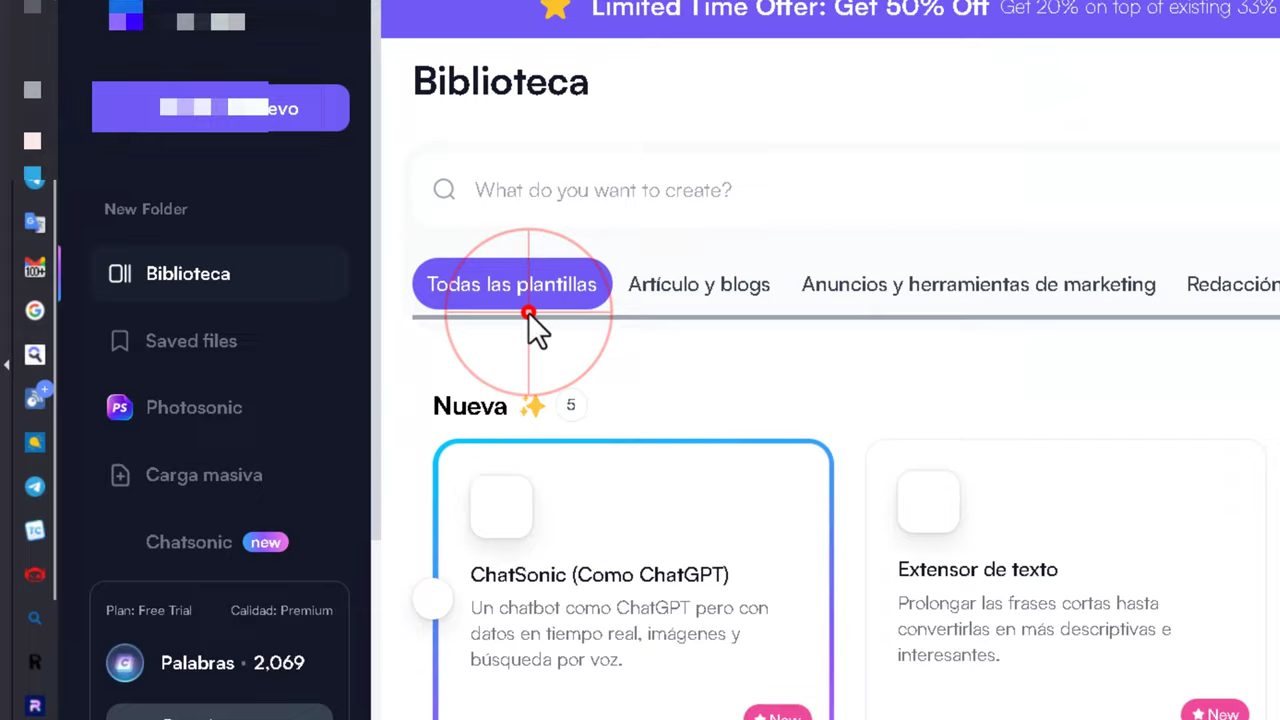 Limited Time Offer: Get 50% Off Get 20% on top of existing 33%
Biblioteca
What do you want to create?
New Folder
Biblioteca
Saved files
PS Photosonic
Carga masiva
Chatsonic new
Plan: Free Trial Calidad: Premium
Palabras • 2,069
Todas las plantillas Artículo y blogs Anuncios y herramientas de marketing Redacción
Nueva ✨ 5
ChatSonic (Como ChatGPT)
Un chatbot como ChatGPT pero con
datos en tiempo real, imágenes y
búsqueda por voz.
New
Extensor de texto
Prolongar las frases cortas hasta
convertirlas en más descriptivas e
interesantes.
New
100+
TC
R
R